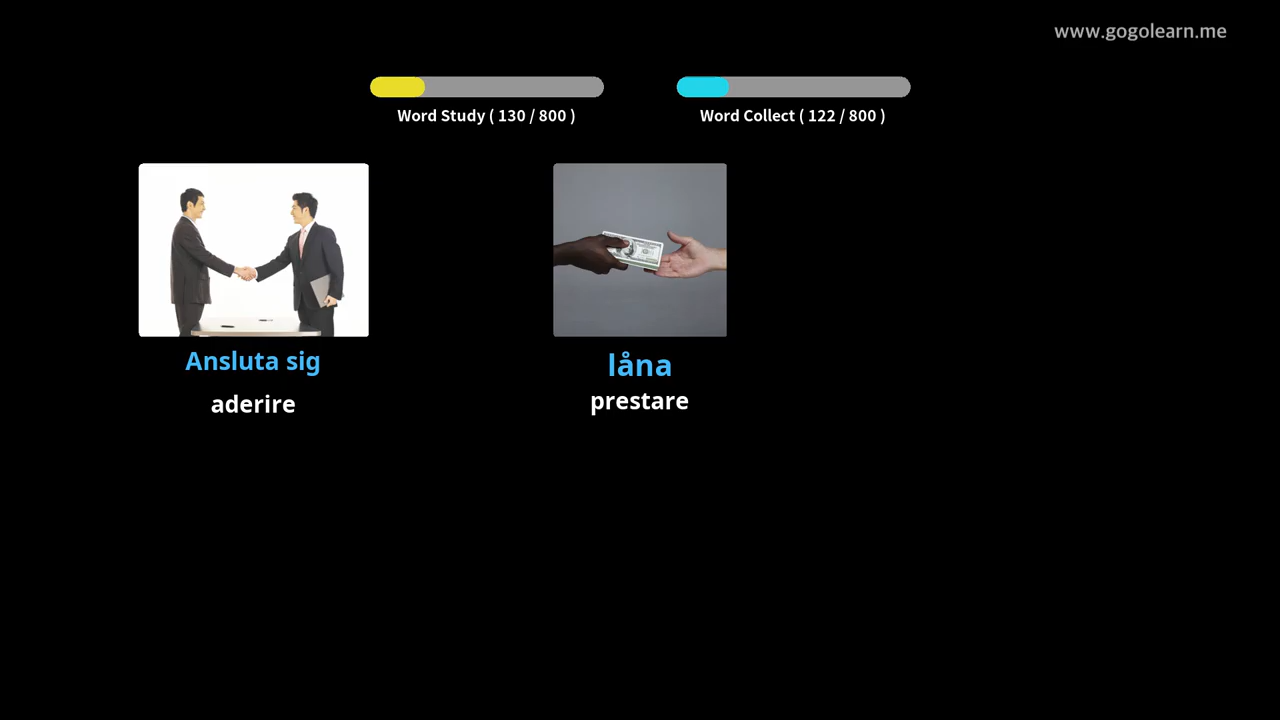 www.gogolearn.me
Word Study ( 130 / 800 )
Word Collect ( 122 / 800 )
Ansluta sig
aderire
låna
prestare